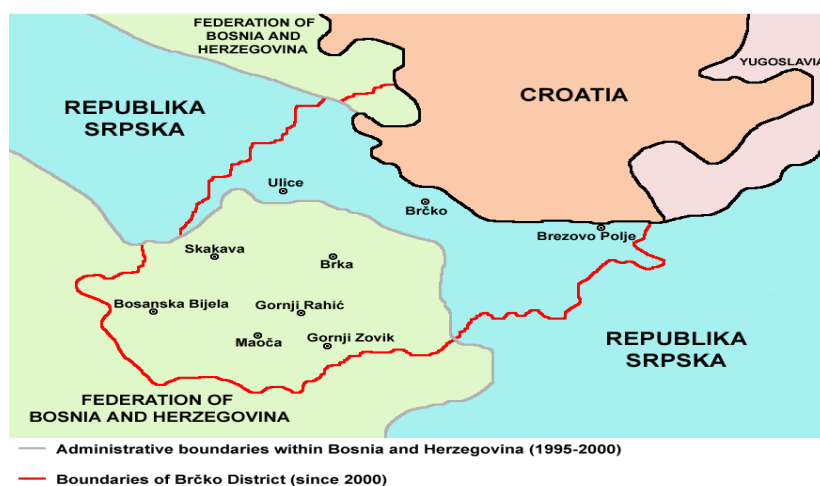 FEDERATION OF
BOSNIA AND
HERZEGOVINA
YUGOSLAVIA
CROATIA
REPUBLIKA
SRPSKA
Ulice
Brčko
Brezovo Polje
Skakava
Brka
Bosanska Bijela
Gornji Rahić
Maoča
Gornji Zovik
REPUBLIKA
SRPSKA
FEDERATION OF
BOSNIA AND HERZEGOVINA
Administrative boundaries within Bosnia and Herzegovina (1995-2000)
Boundaries of Brčko District (since 2000)